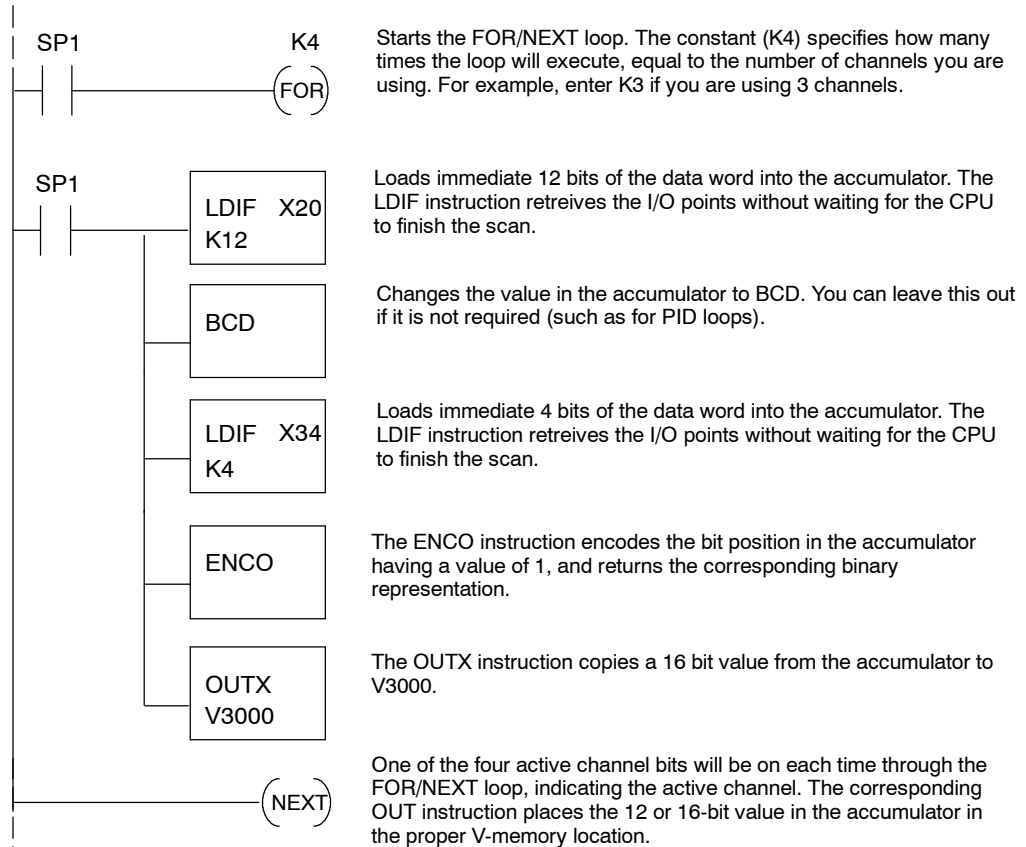 SP1
K4
FOR
Starts the FOR/NEXT loop. The constant (K4) specifies how many
times the loop will execute, equal to the number of channels you are
using. For example, enter K3 if you are using 3 channels.
SP1
LDIF X20
K12
Loads immediate 12 bits of the data word into the accumulator. The
LDIF instruction retreives the I/O points without waiting for the CPU
to finish the scan.
BCD
Changes the value in the accumulator to BCD. You can leave this out
if it is not required (such as for PID loops).
LDIF X34
K4
Loads immediate 4 bits of the data word into the accumulator. The
LDIF instruction retreives the I/O points without waiting for the CPU
to finish the scan.
ENCO
The ENCO instruction encodes the bit position in the accumulator
having a value of 1, and returns the corresponding binary
representation.
OUTX
V3000
The OUTX instruction copies a 16 bit value from the accumulator to
V3000.
NEXT
One of the four active channel bits will be on each time through the
FOR/NEXT loop, indicating the active channel. The corresponding
OUT instruction places the 12 or 16-bit value in the accumulator in
the proper V-memory location.